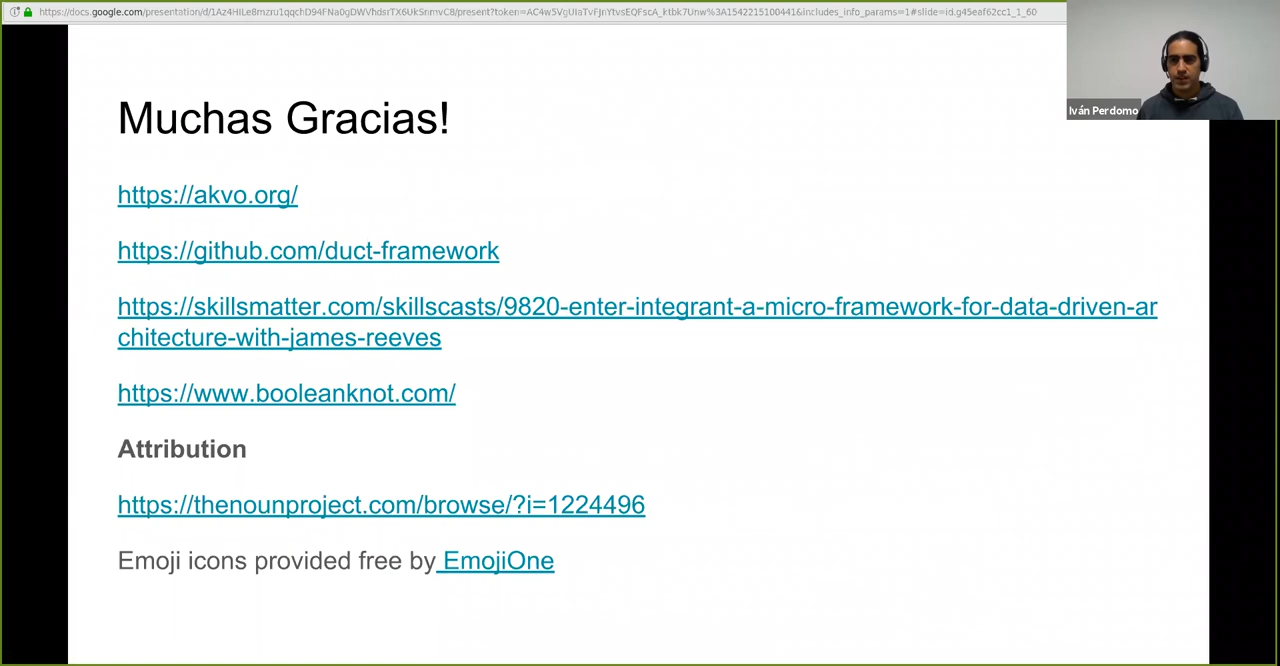 Iván Perdomo
Muchas Gracias!
https://akvo.org/
https://github.com/duct-framework
https://skillsmatter.com/skillscasts/9820-enter-integrant-a-micro-framework-for-data-driven-ar
chitecture-with-james-reeves
https://www.booleanknot.com/
Attribution
https://thenounproject.com/browse/?i=1224496
Emoji icons provided free by EmojiOne